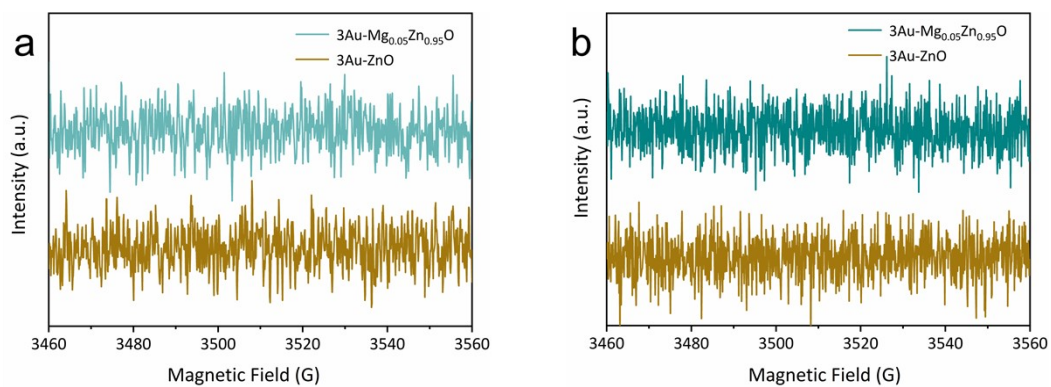 a
3Au-Mg0.05Zn0.95O
3Au-ZnO
Intensity (a.u.)
3460 3480 3500 3520 3540 3560
Magnetic Field (G)
b
3Au-Mg0.05Zn0.95O
3Au-ZnO
Intensity (a.u.)
3460 3480 3500 3520 3540 3560
Magnetic Field (G)